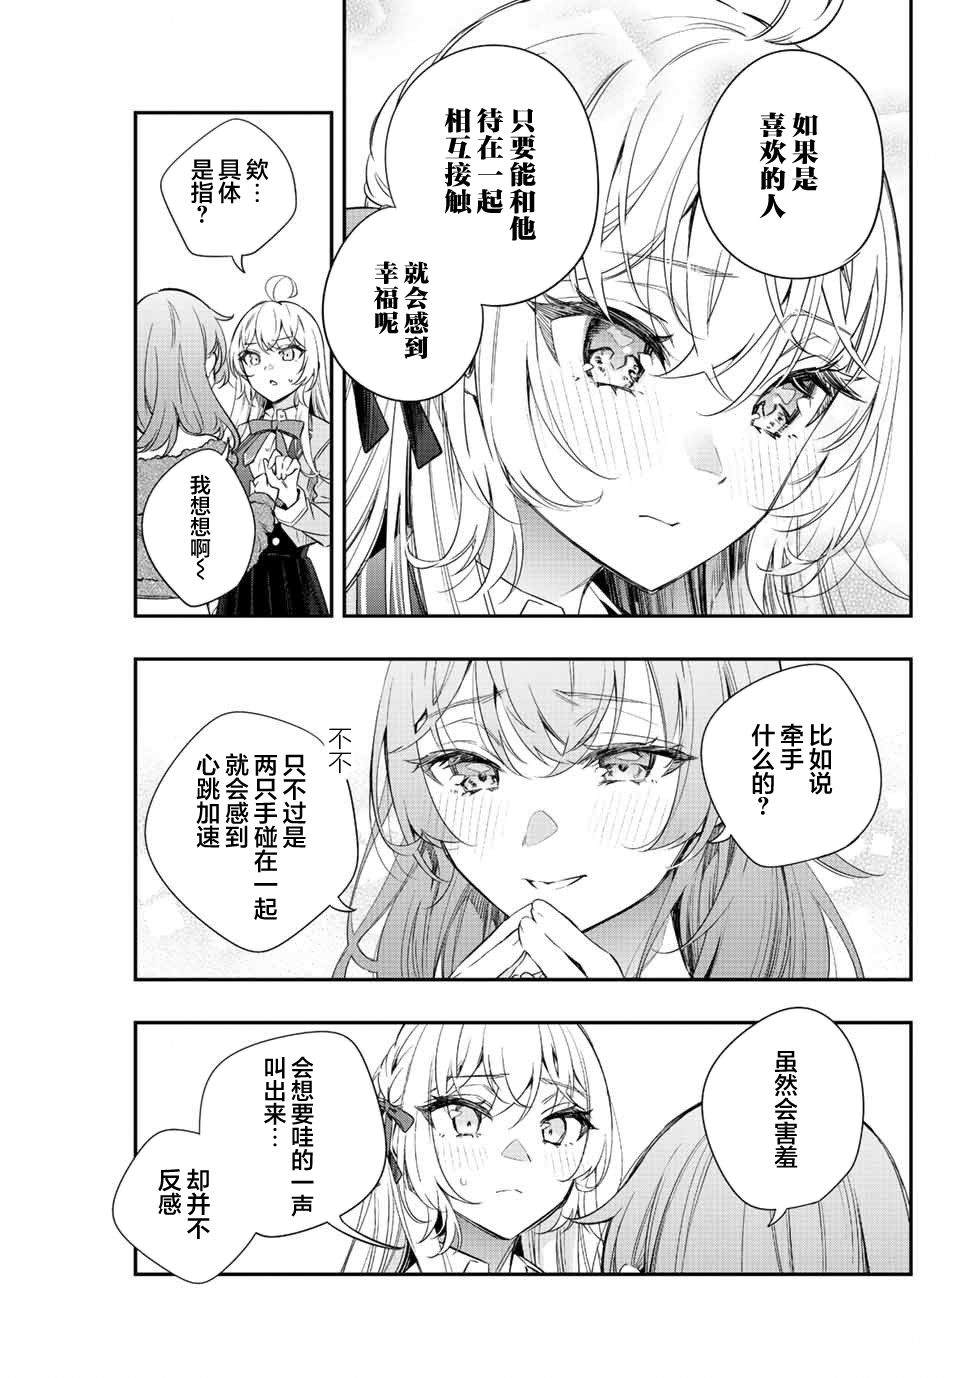 如果是
喜欢的人
只要能和他
待在一起
相互接触
就会感到
幸福呢
欸…
具体
是指?
我想想啊~
比如说
牵手
什么的?
不不
只不过是
两只手碰在一起
就会感到
心跳加速
虽然会害羞
会想要哇的一声
叫出来…
却并不
反感